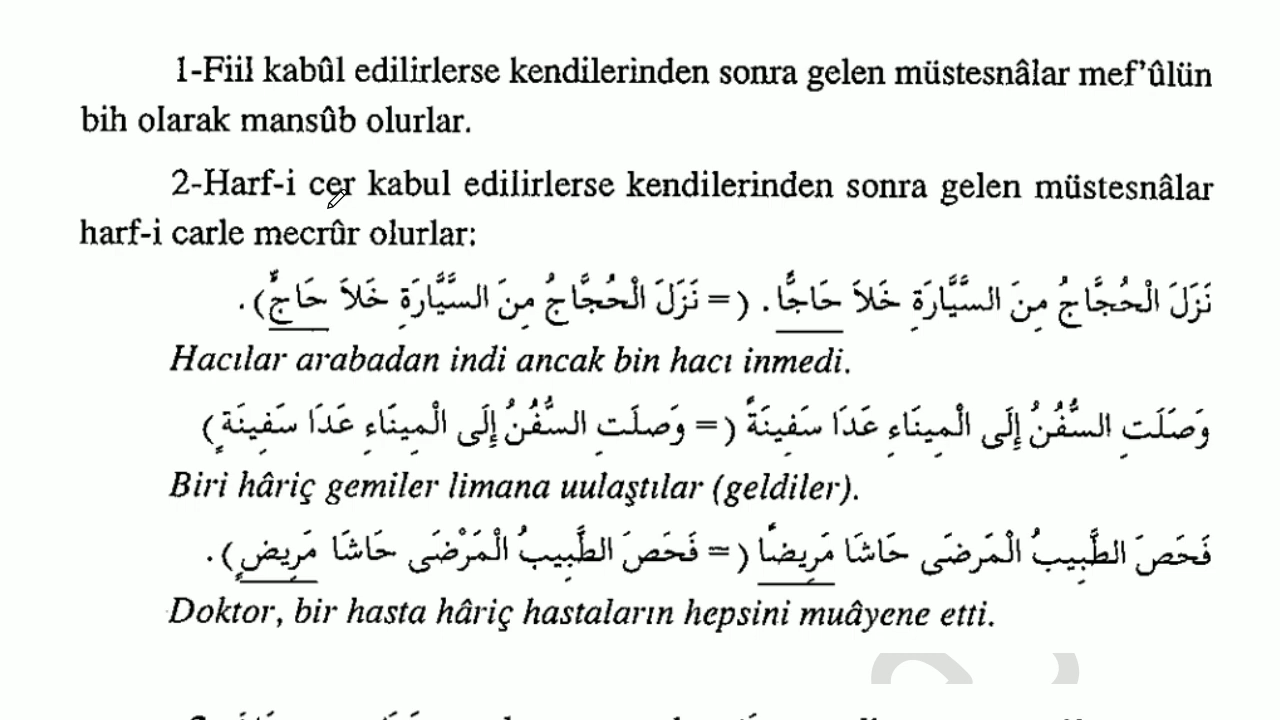 1-Fiil kabûl edilirlerse kendilerinden sonra gelen müstesnâlar mef’ûlün
bih olarak mansûb olurlar.
2-Harf-i cer kabul edilirlerse kendilerinden sonra gelen müstesnâlar
harf-i carle mecrûr olurlar:
نَزَلَ الْحُجَّاجُ مِنَ السَّيَّارَةِ خَلاَ حَاجًّا. (= نَزَلَ الْحُجَّاجُ مِنَ السَّيَّارَةِ خَلاَ حَاجٍّ).
Hacılar arabadan indi ancak bin hacı inmedi.
وَصَلَتِ السُّفُنُ إِلَى الْمِينَاءِ عَدَا سَفِينَةً (= وَصَلَتِ السُّفُنُ إِلَى الْمِينَاءِ عَدَا سَفِينَةٍ)
Biri hâriç gemiler limana uulaştılar (geldiler).
فَحَصَ الطَّبِيبُ الْمَرضَى حَاشَا مَرِيضاً (= فَحَصَ الطَّبِيبُ الْمَرْضَى حَاشَا مَرِيضٍ).
Doktor, bir hasta hâriç hastaların hepsini muâyene etti.